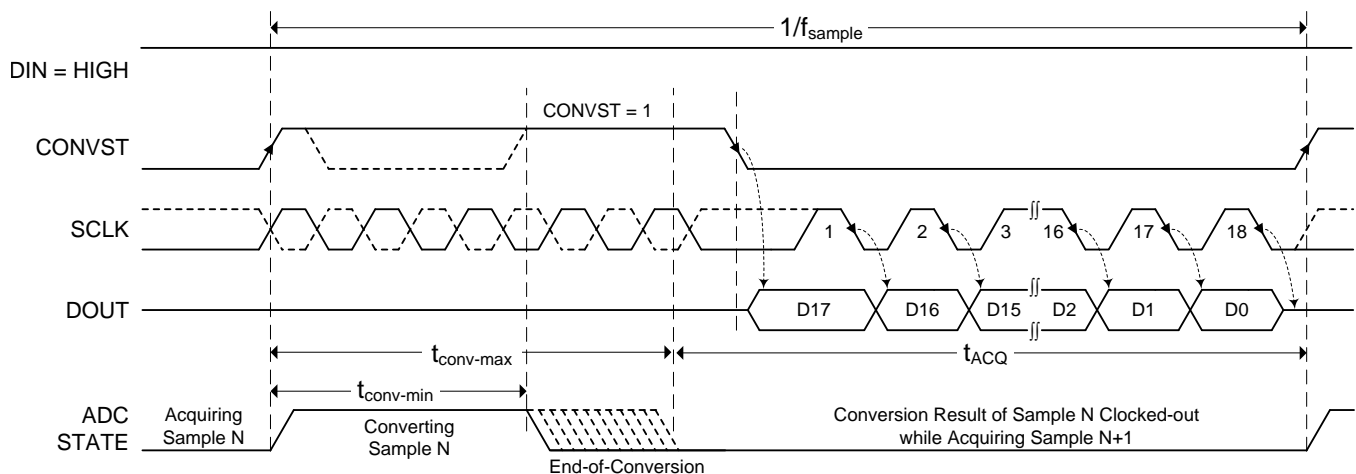 1/fsample
DIN = HIGH
CONVST = 1
CONVST
SCLK
1 2 3 16 17 18
DOUT
D17 D16 D15 D2 D1 D0
tconv-max
tACQ
tconv-min
ADC
STATE
Acquiring
Sample N
Converting
Sample N
End-of-Conversion
Conversion Result of Sample N Clocked-out
while Acquiring Sample N+1